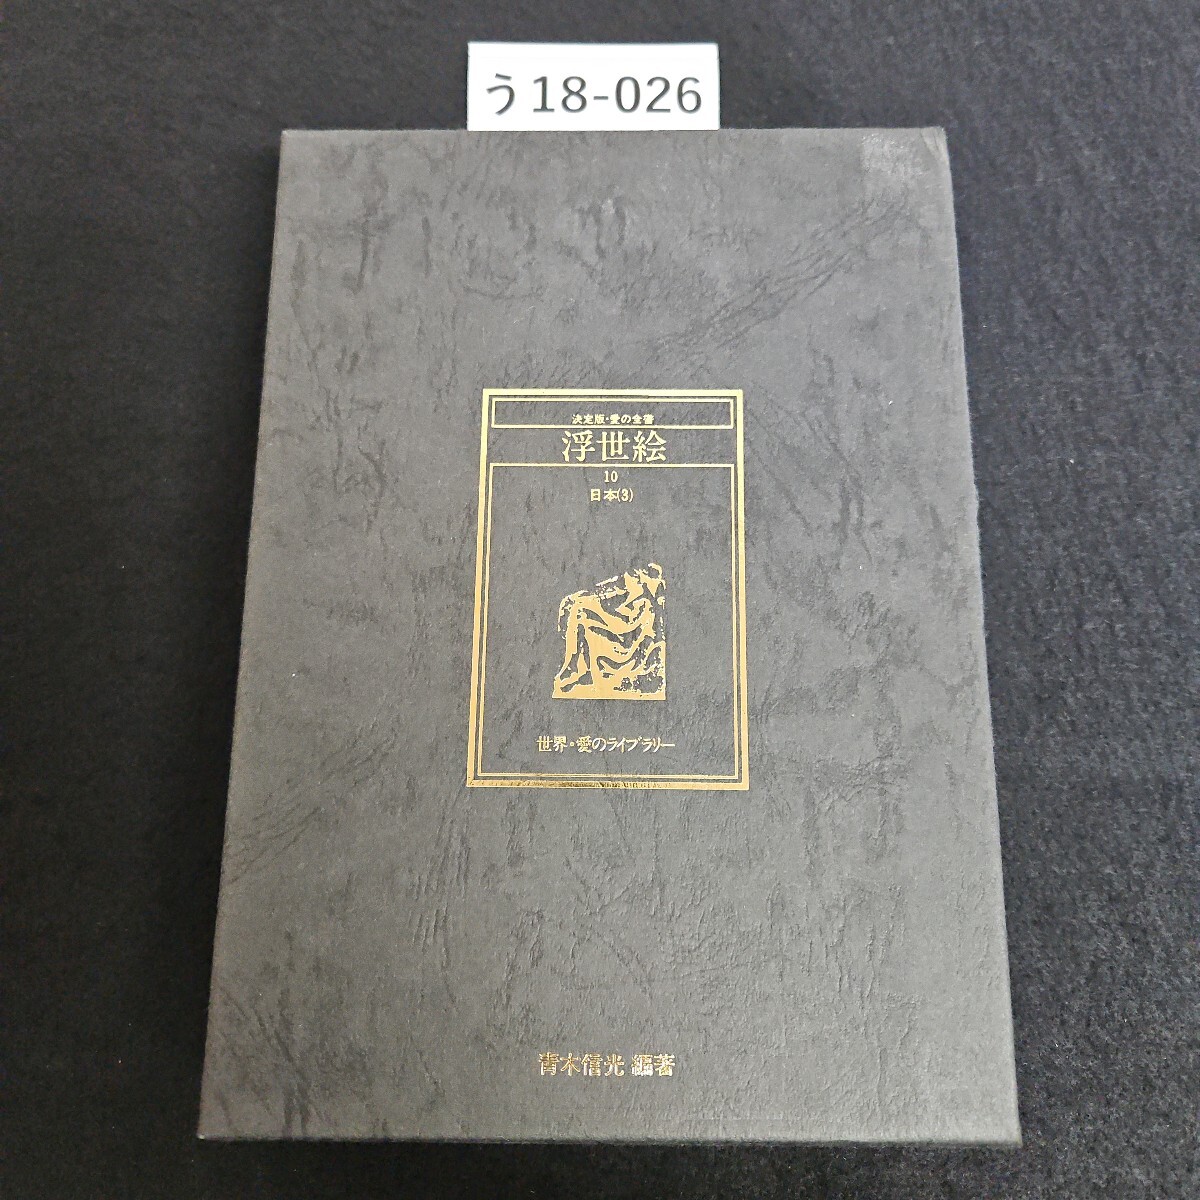 う18-026
決定版・愛の全書
浮世絵
10
日本(3)
世界・愛のライブラリー
青木信光 編著